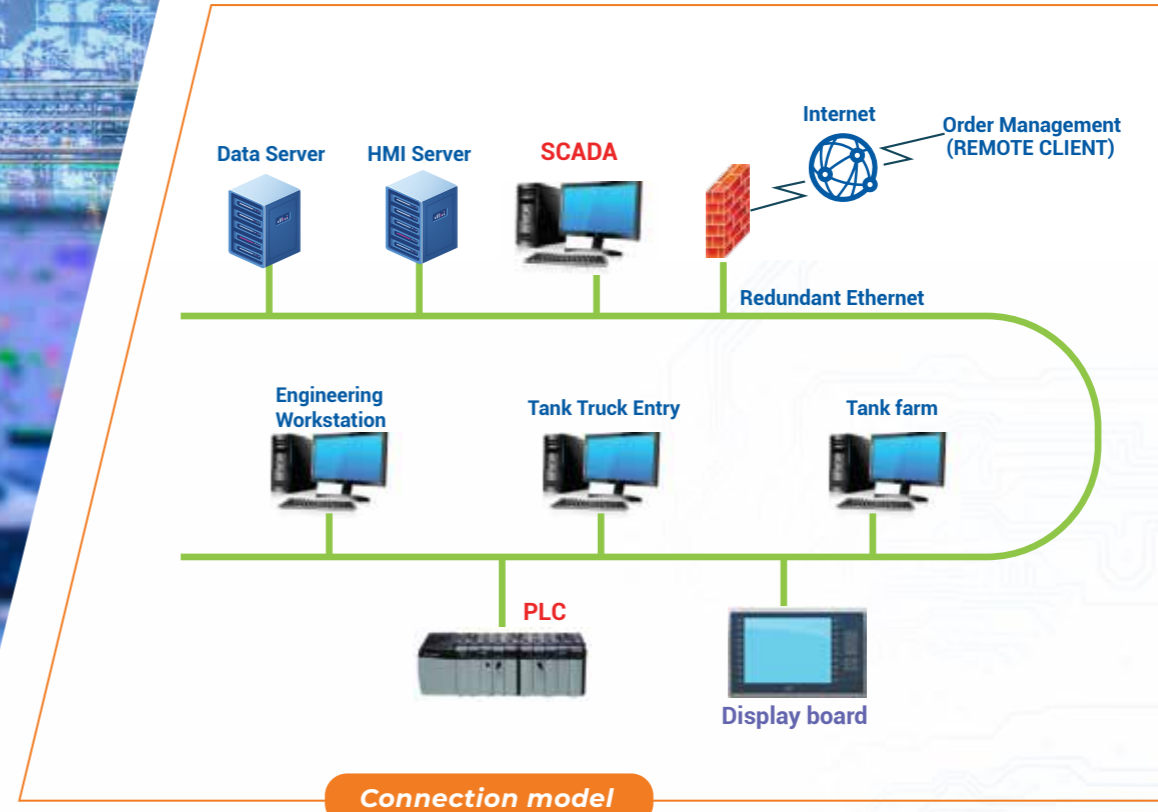 Internet
Order Management
(REMOTE CLIENT)
Data Server
HMI Server
SCADA
Redundant Ethernet
Engineering
Workstation
Tank Truck Entry
Tank farm
PLC
Display board
Connection model